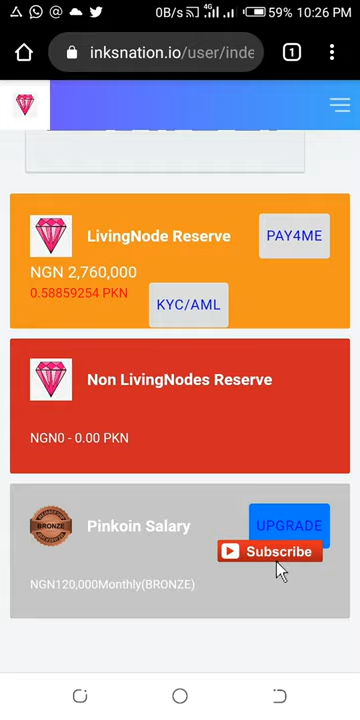 0B/s 4G 59% 10:26 PM
inksnation.io/user/inde
1
LivingNode Reserve
PAY4ME
NGN 2,760,000
0.58859254 PKN
KYC/AML
Non LivingNodes Reserve
NGN0 - 0.00 PKN
BRONZE
Pinkoin Salary
UPGRADE
Subscribe
NGN120,000Monthly(BRONZE)